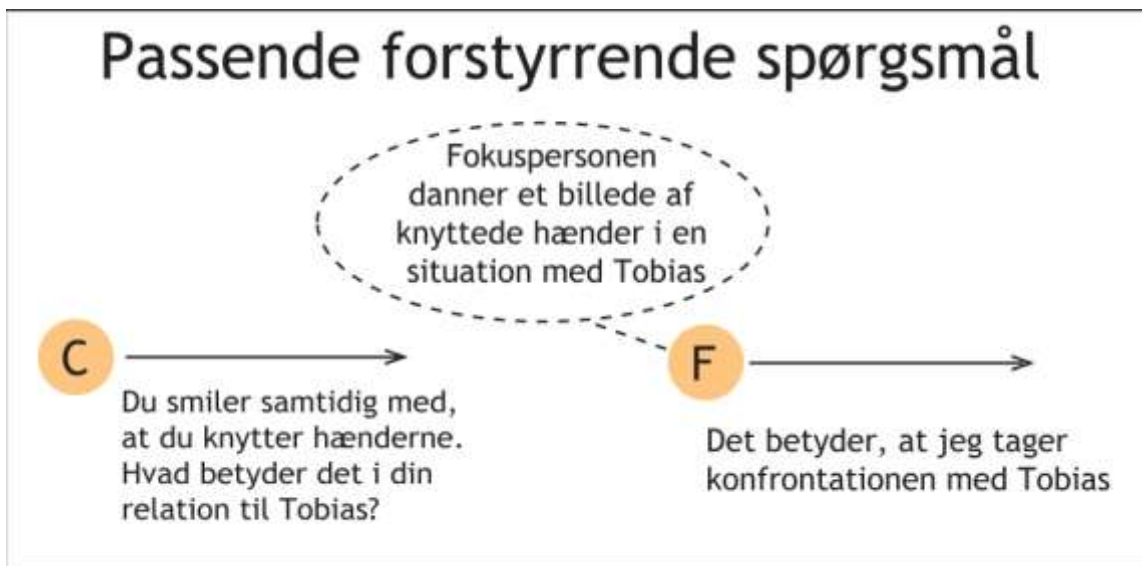 Passende forstyrrende spørgsmål
Fokuspersonen
danner et billede af
knyttede hænder i en
situation med Tobias
C
Du smiler samtidig med,
at du knytter hænderne.
Hvad betyder det i din
relation til Tobias?
F
Det betyder, at jeg tager
konfrontationen med Tobias